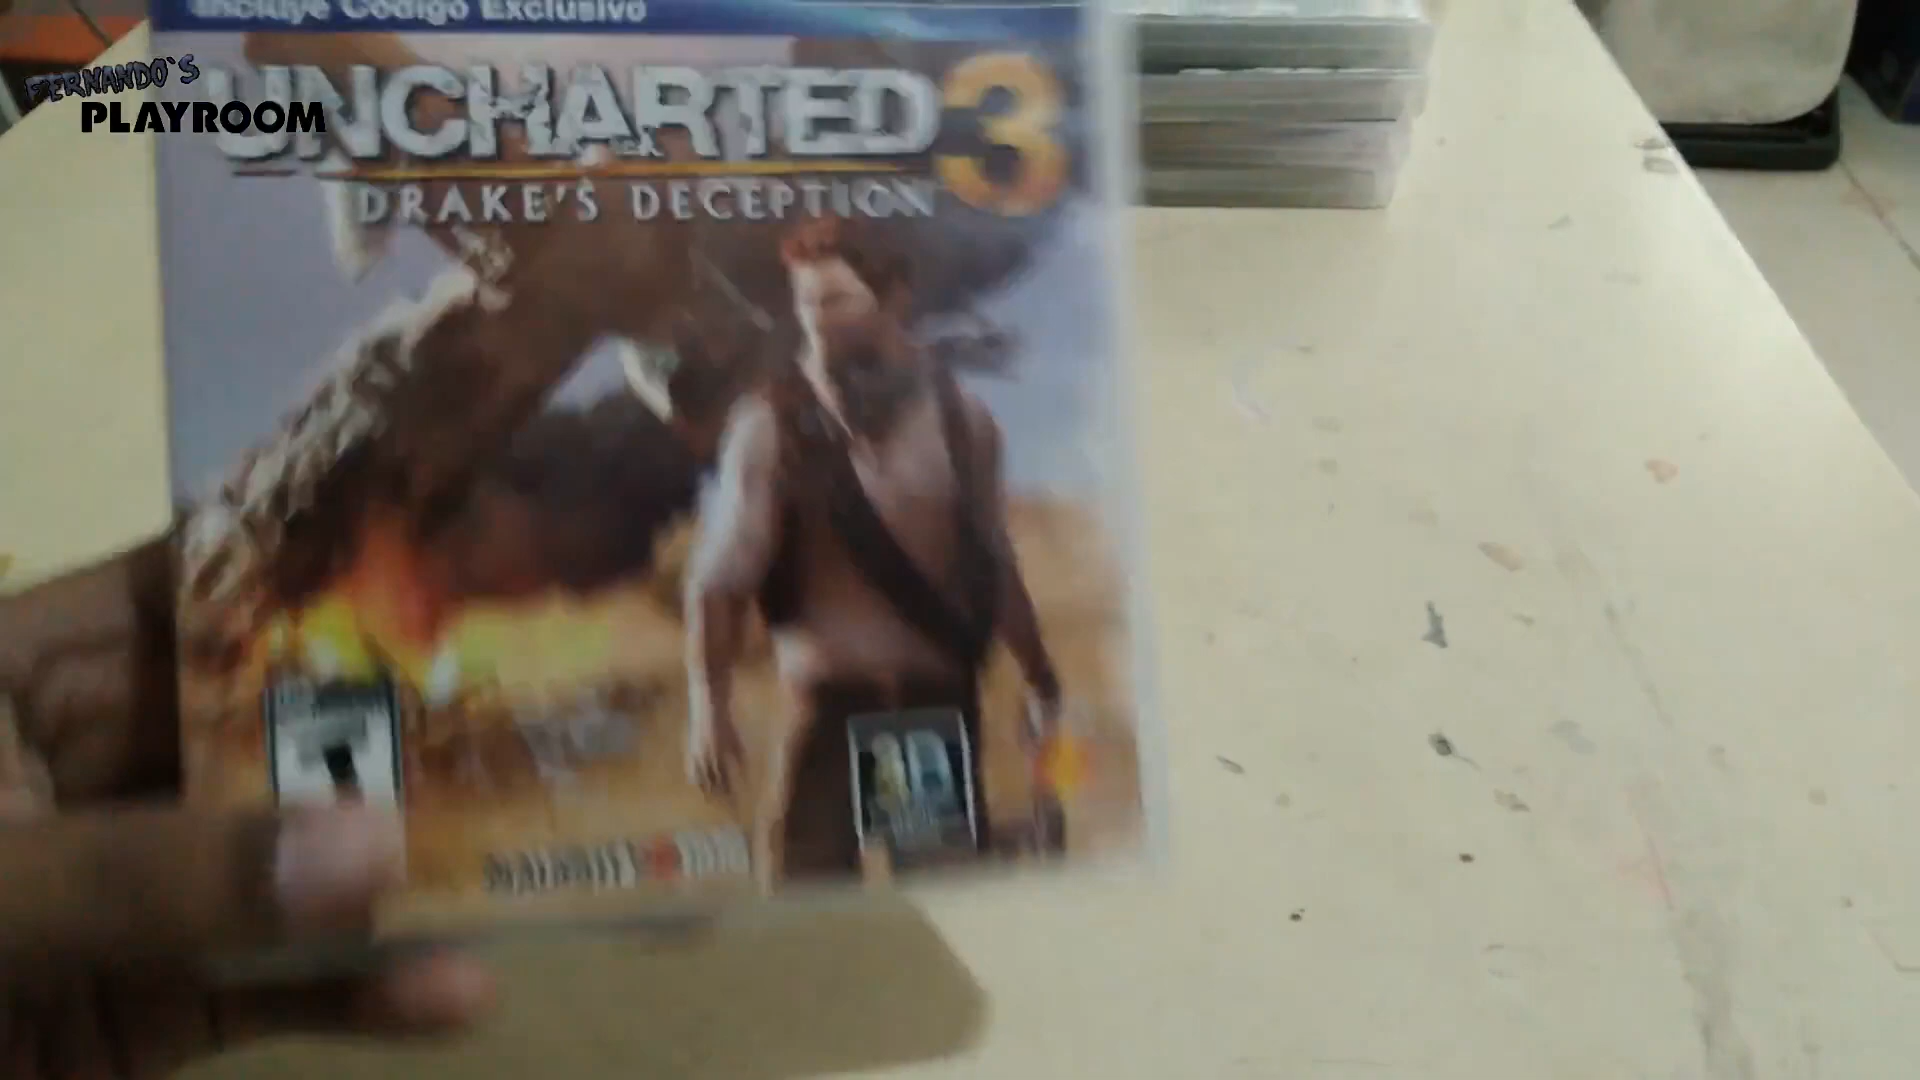 Incluye Código Exclusivo
FERNANDO`S
PLAYROOM
UNCHARTED 3
DRAKE'S DECEPTION